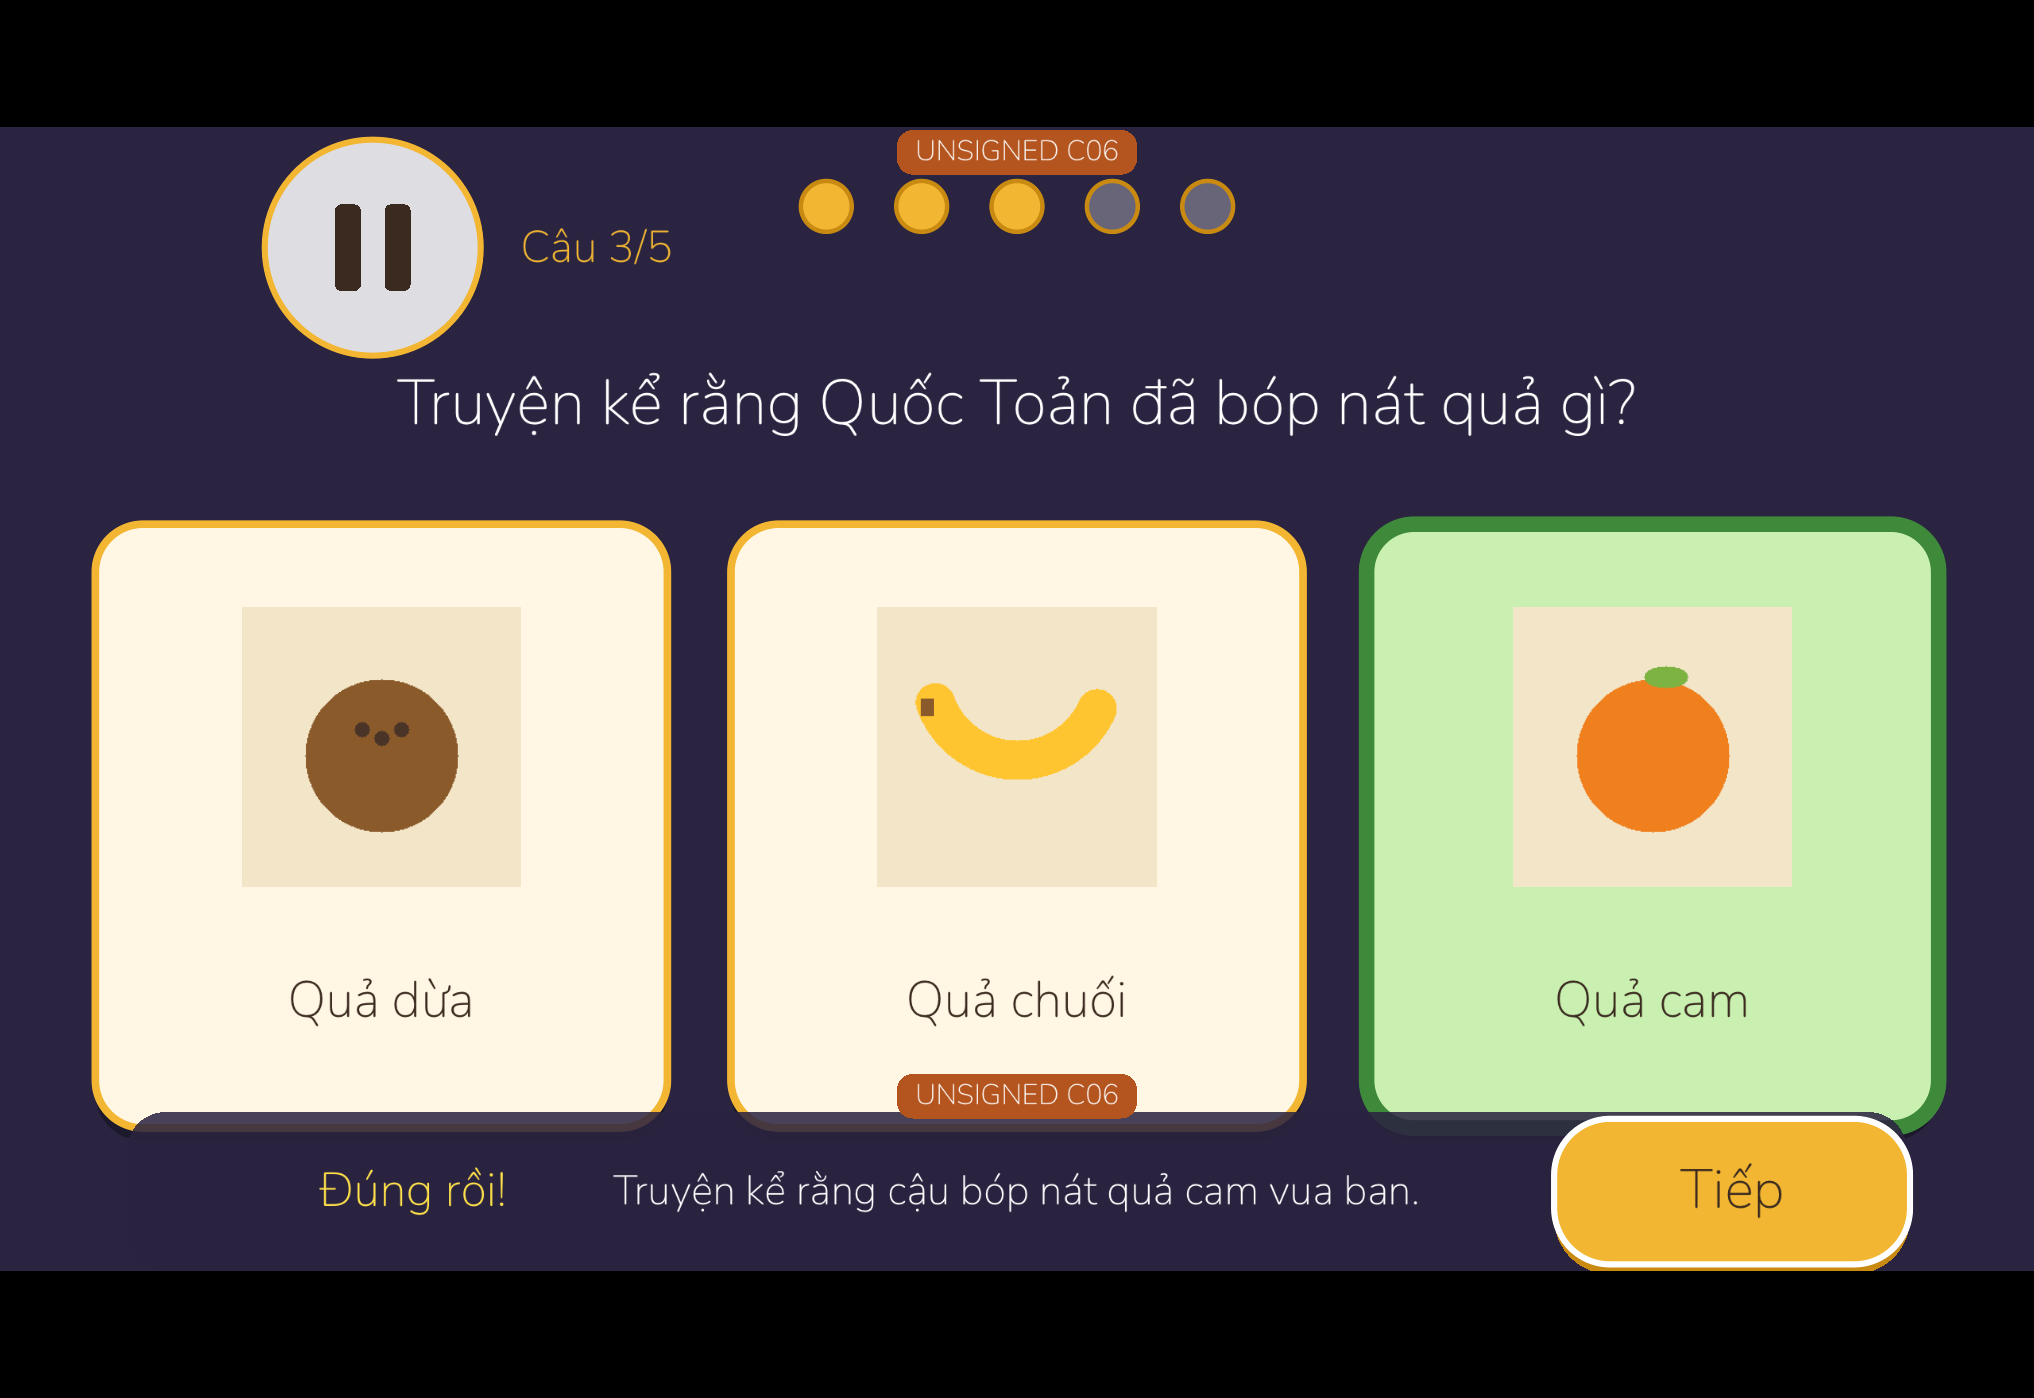 UNSIGNED C06
Câu 3/5
Truyện kể rằng Quốc Toản đã bóp nát quả gì?
Quả dừa
Quả chuối
Quả cam
UNSIGNED C06
Đúng rồi!
Truyện kể rằng cậu bóp nát quả cam vua ban.
Tiếp